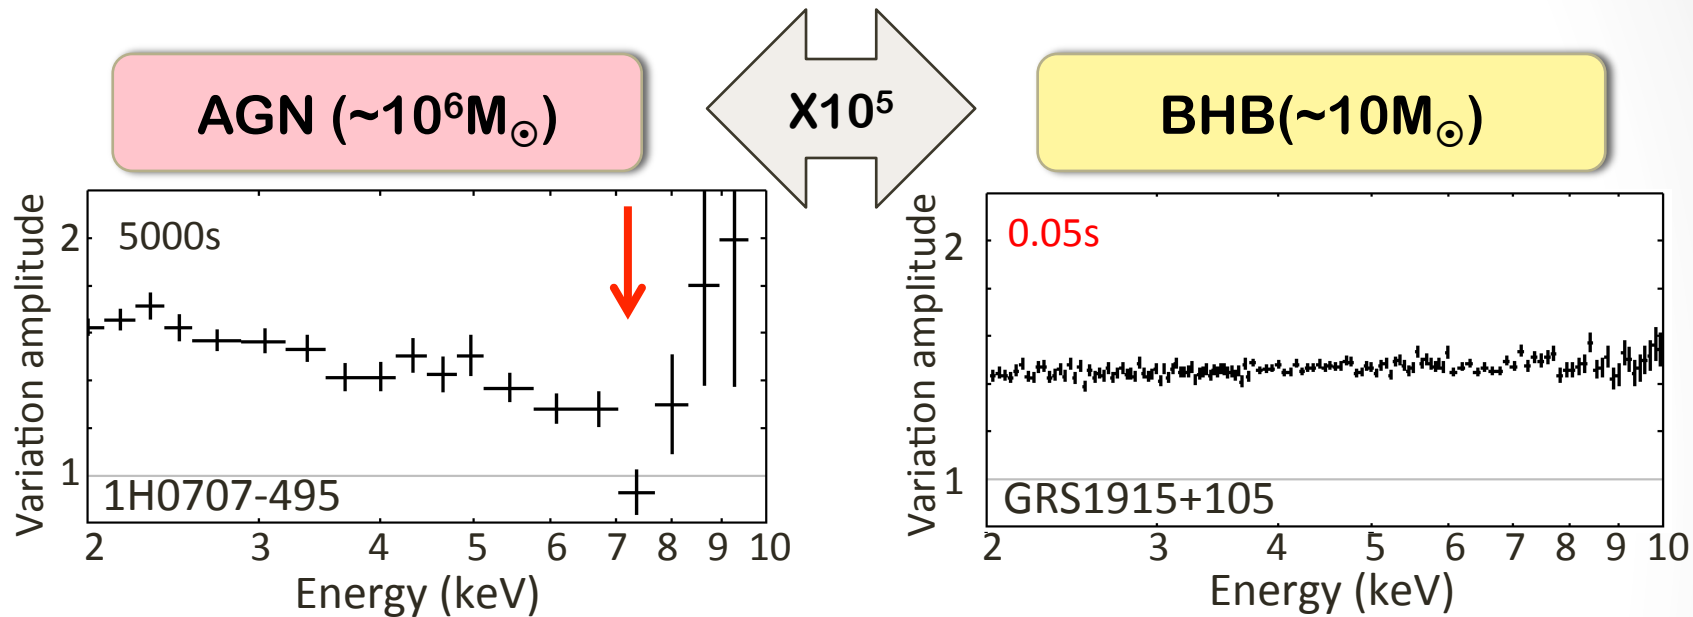 AGN (~10⁶M☉)
X10⁵
BHB(~10M☉)
Variation amplitude
2
1
5000s
1H0707-495
2 3 4 5 6 7 8 9 10
Energy (keV)
Variation amplitude
2
1
0.05s
GRS1915+105
2 3 4 5 6 7 8 9 10
Energy (keV)